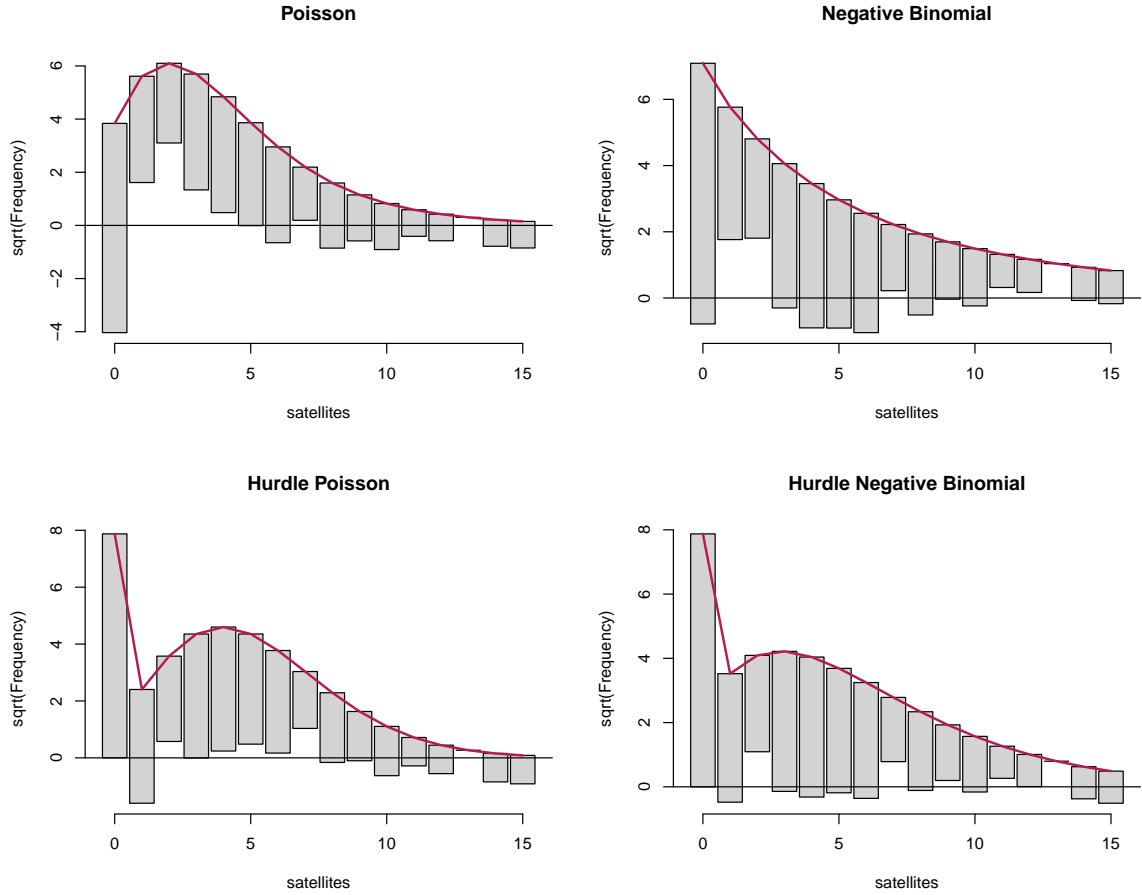 Poisson
sqrt(Frequency)
6
4
2
0
−2
−4
0 5 10 15
satellites
Negative Binomial
sqrt(Frequency)
6
4
2
0
0 5 10 15
satellites
Hurdle Poisson
sqrt(Frequency)
8
6
4
2
0
0 5 10 15
satellites
Hurdle Negative Binomial
sqrt(Frequency)
8
6
4
2
0
0 5 10 15
satellites